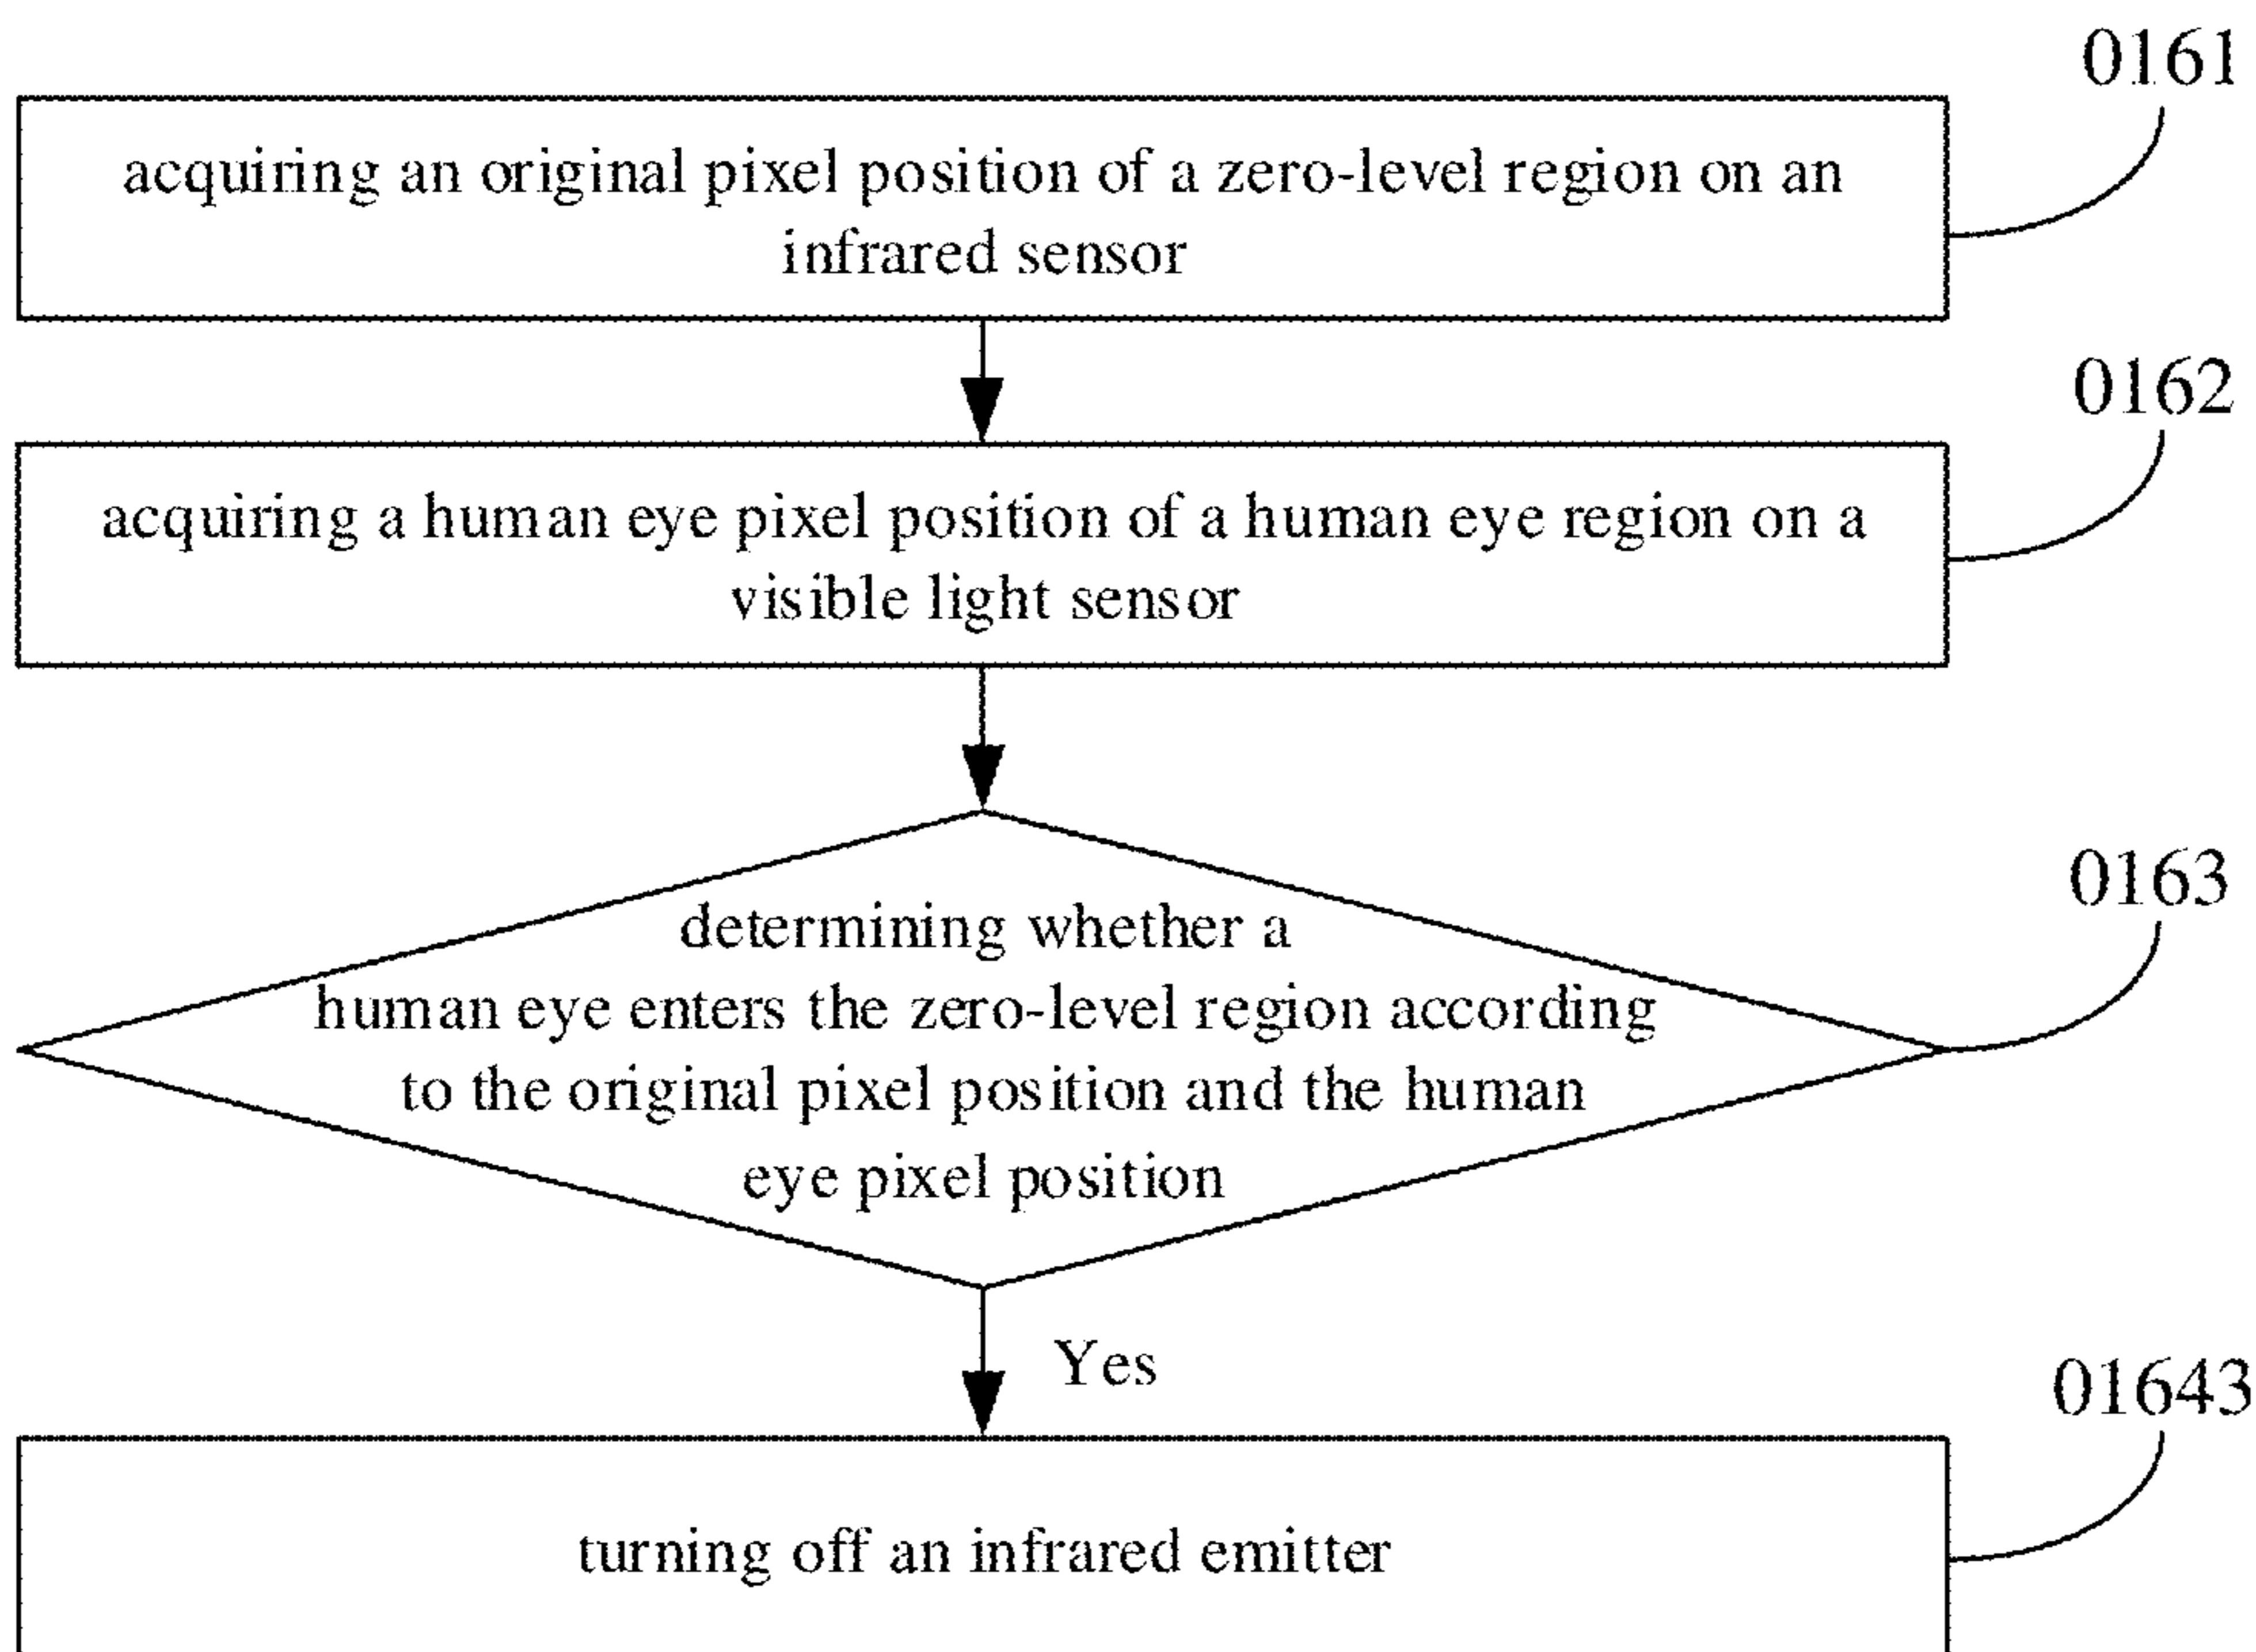 0161
acquiring an original pixel position of a zero-level region on an
infrared sensor
0162
acquiring a human eye pixel position of a human eye region on a
visible light sensor
0163
determining whether a
human eye enters the zero-level region according
to the original pixel position and the human
eye pixel position
Yes
01643
turning off an infrared emitter